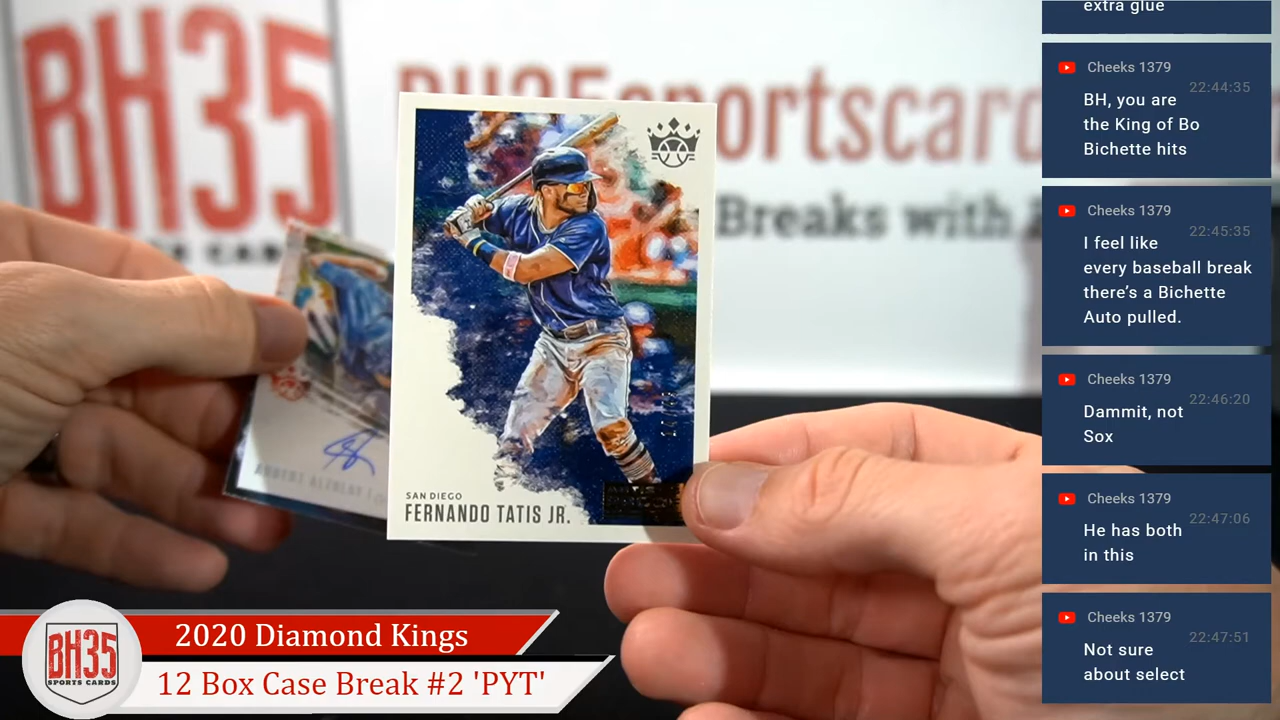 BH35
SPORTS CARDS
BH35sportscard
Breaks with
SAN DIEGO
FERNANDO TATIS JR.
2020 Diamond Kings
12 Box Case Break #2 'PYT'
BH35
SPORTS CARDS
extra glue
Cheeks 1379
22:44:35
BH, you are
the King of Bo
Bichette hits
Cheeks 1379
22:45:35
I feel like
every baseball break
there's a Bichette
Auto pulled.
Cheeks 1379
22:46:20
Dammit, not
Sox
Cheeks 1379
22:47:06
He has both
in this
Cheeks 1379
22:47:51
Not sure
about select